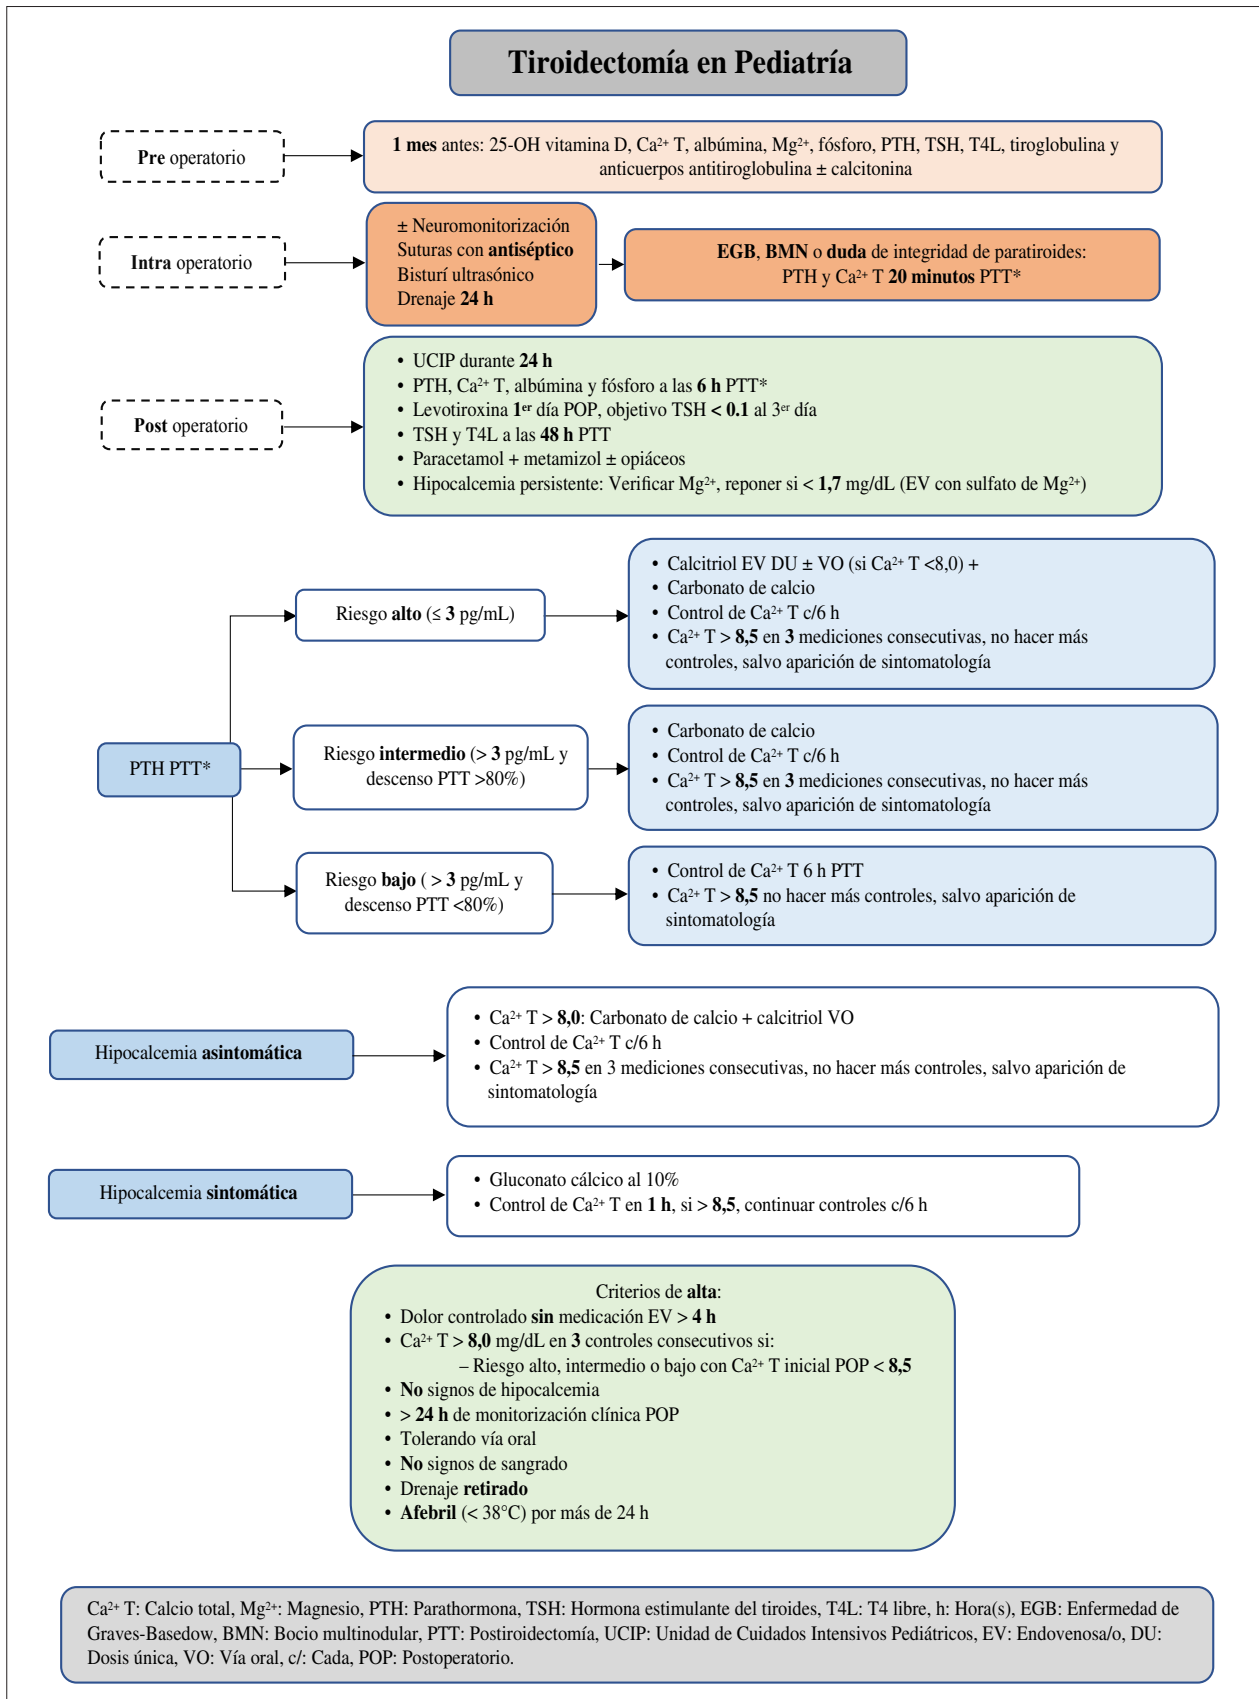 Tiroidectomía en Pediatría
Pre operatorio
1 mes antes: 25-OH vitamina D, Ca²⁺ T, albúmina, Mg²⁺, fósforo, PTH, TSH, T4L, tiroglobulina y
anticuerpos antitiroglobulina ± calcitonina
Intra operatorio
± Neuromonitorización
Suturas con antiséptico
Bisturí ultrasónico
Drenaje 24 h
EGB, BMN o duda de integridad de paratiroides:
PTH y Ca²⁺ T 20 minutos PTT*
Post operatorio
• UCIP durante 24 h
• PTH, Ca²⁺ T, albúmina y fósforo a las 6 h PTT*
• Levotiroxina 1ᵉʳ día POP, objetivo TSH < 0.1 al 3ᵉʳ día
• TSH y T4L a las 48 h PTT
• Paracetamol + metamizol ± opiáceos
• Hipocalcemia persistente: Verificar Mg²⁺, reponer si < 1,7 mg/dL (EV con sulfato de Mg²⁺)
PTH PTT*
Riesgo alto (≤ 3 pg/mL)
• Calcitriol EV DU ± VO (si Ca²⁺ T <8,0) +
• Carbonato de calcio
• Control de Ca²⁺ T c/6 h
• Ca²⁺ T > 8,5 en 3 mediciones consecutivas, no hacer más
controles, salvo aparición de sintomatología
Riesgo intermedio (> 3 pg/mL y
descenso PTT >80%)
• Carbonato de calcio
• Control de Ca²⁺ T c/6 h
• Ca²⁺ T > 8,5 en 3 mediciones consecutivas, no hacer más
controles, salvo aparición de sintomatología
Riesgo bajo ( > 3 pg/mL y
descenso PTT <80%)
• Control de Ca²⁺ T 6 h PTT
• Ca²⁺ T > 8,5 no hacer más controles, salvo aparición de
sintomatología
Hipocalcemia asintomática
• Ca²⁺ T > 8,0: Carbonato de calcio + calcitriol VO
• Control de Ca²⁺ T c/6 h
• Ca²⁺ T > 8,5 en 3 mediciones consecutivas, no hacer más controles, salvo aparición de
sintomatología
Hipocalcemia sintomática
• Gluconato cálcico al 10%
• Control de Ca²⁺ T en 1 h, si > 8,5, continuar controles c/6 h
Criterios de alta:
• Dolor controlado sin medicación EV > 4 h
• Ca²⁺ T > 8,0 mg/dL en 3 controles consecutivos si:
– Riesgo alto, intermedio o bajo con Ca²⁺ T inicial POP < 8,5
• No signos de hipocalcemia
• > 24 h de monitorización clínica POP
• Tolerando vía oral
• No signos de sangrado
• Drenaje retirado
• Afebril (< 38°C) por más de 24 h
Ca²⁺ T: Calcio total, Mg²⁺: Magnesio, PTH: Parathormona, TSH: Hormona estimulante del tiroides, T4L: T4 libre, h: Hora(s), EGB: Enfermedad de
Graves-Basedow, BMN: Bocio multinodular, PTT: Postiroidectomía, UCIP: Unidad de Cuidados Intensivos Pediátricos, EV: Endovenosa/o, DU:
Dosis única, VO: Vía oral, c/: Cada, POP: Postoperatorio.